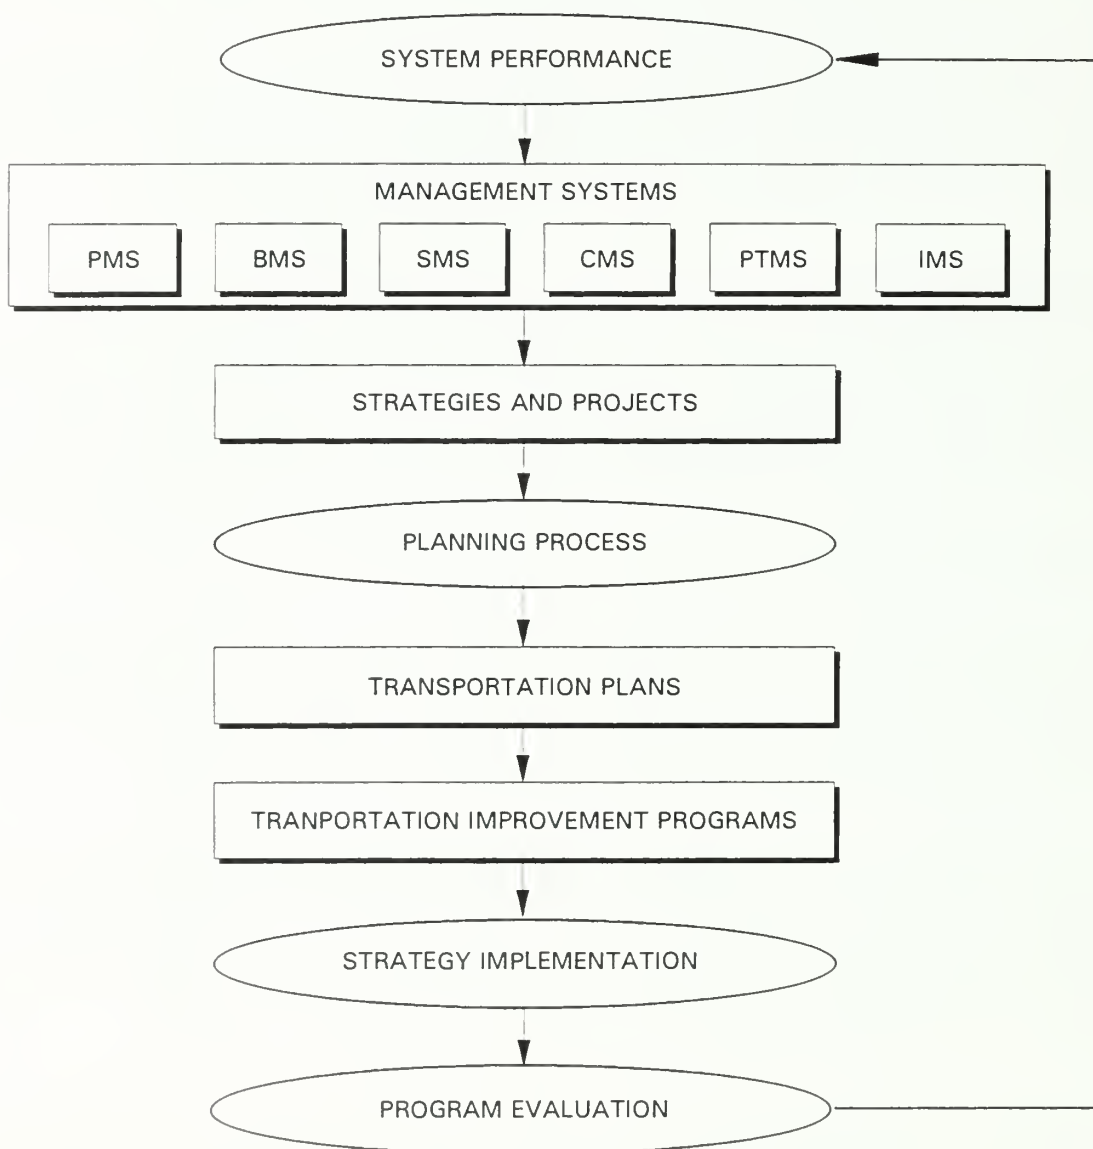 SYSTEM PERFORMANCE
MANAGEMENT SYSTEMS
PMS BMS SMS CMS PTMS IMS
STRATEGIES AND PROJECTS
PLANNING PROCESS
TRANSPORTATION PLANS
TRANPORTATION IMPROVEMENT PROGRAMS
STRATEGY IMPLEMENTATION
PROGRAM EVALUATION